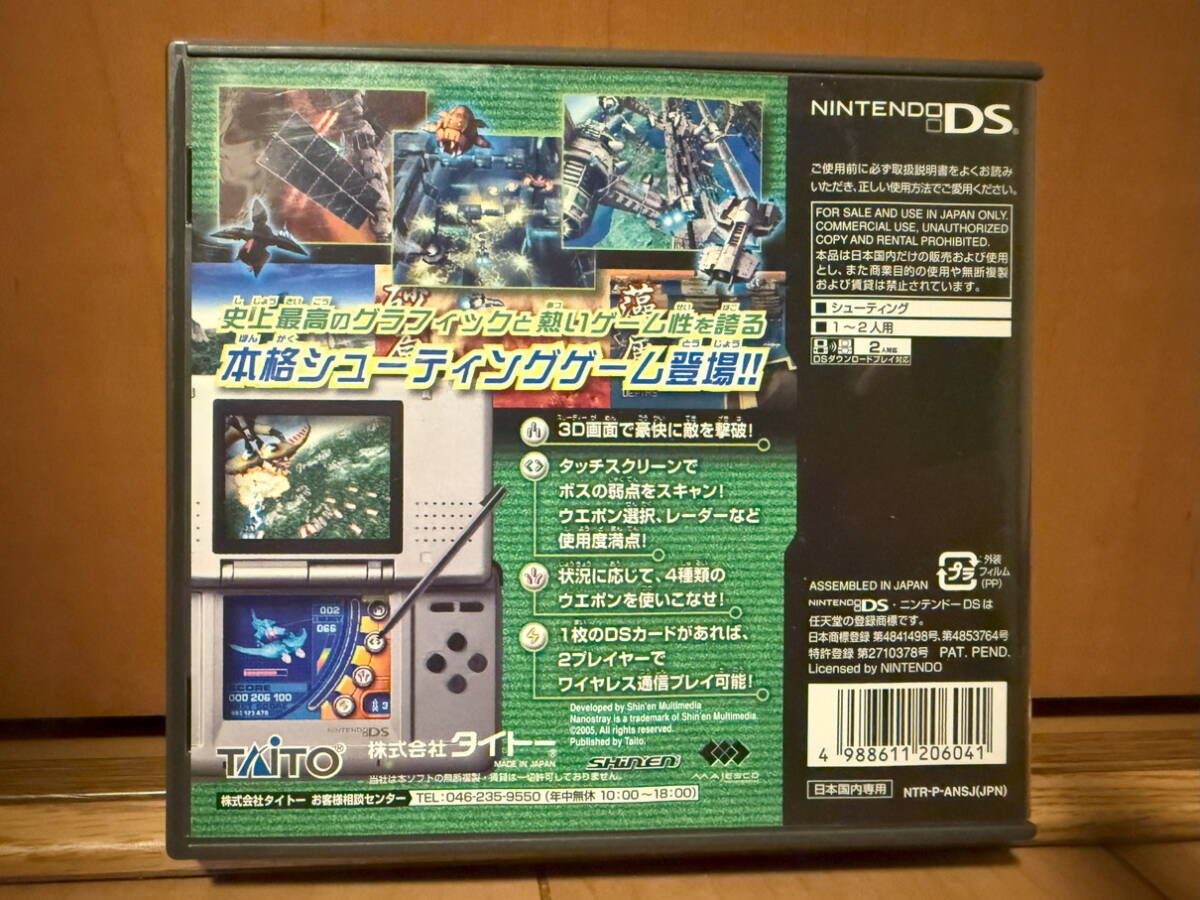 史上最高のグラフィックと熱いゲーム性を誇る
本格シューティングゲーム登場!!
3D画面で豪快に敵を撃破!
タッチスクリーンで
ボスの弱点をスキャン!
ウエポン選択、レーダーなど
使用度満点!
状況に応じて、4種類の
ウエポンを使いこなせ!
1枚のDSカードがあれば、
2プレイヤーで
ワイヤレス通信プレイ可能!
002
066
SCORE
000 206 100
NINTENDO DS
Developed by Shin'en Multimedia
Nanostray is a trademark of Shin'en Multimedia.
©2005, All rights reserved.
Published by Taito.
TAITO®
株式会社タイトー®
MADE IN JAPAN
SHIN'EN
MAJESCO
当社は本ソフトの無断複製・賃貸は一切許可しておりません。
株式会社タイトー お客様相談センター
TEL:046-235-9550 (年中無休 10:00~18:00)
NINTENDO DS®
ご使用前に必ず取扱説明書をよくお読み
いただき、正しい使用方法でご愛用ください。
FOR SALE AND USE IN JAPAN ONLY.
COMMERCIAL USE, UNAUTHORIZED
COPY AND RENTAL PROHIBITED.
本品は日本国内だけの販売および使用
とし、また商業目的の使用や無断複製
および賃貸は禁止されています。
■ シューティング
■ 1~2人用
2人対応
DSダウンロードプレイ対応
プラ
:外装
フィルム
(PP)
ASSEMBLED IN JAPAN
NINTENDO DS・ニンテンドーDSは
任天堂の登録商標です。
日本商標登録 第4841498号、第4853764号
特許登録 第2710378号 PAT. PEND.
Licensed by NINTENDO
4 988611 206041
日本国内専用
NTR-P-ANSJ(JPN)